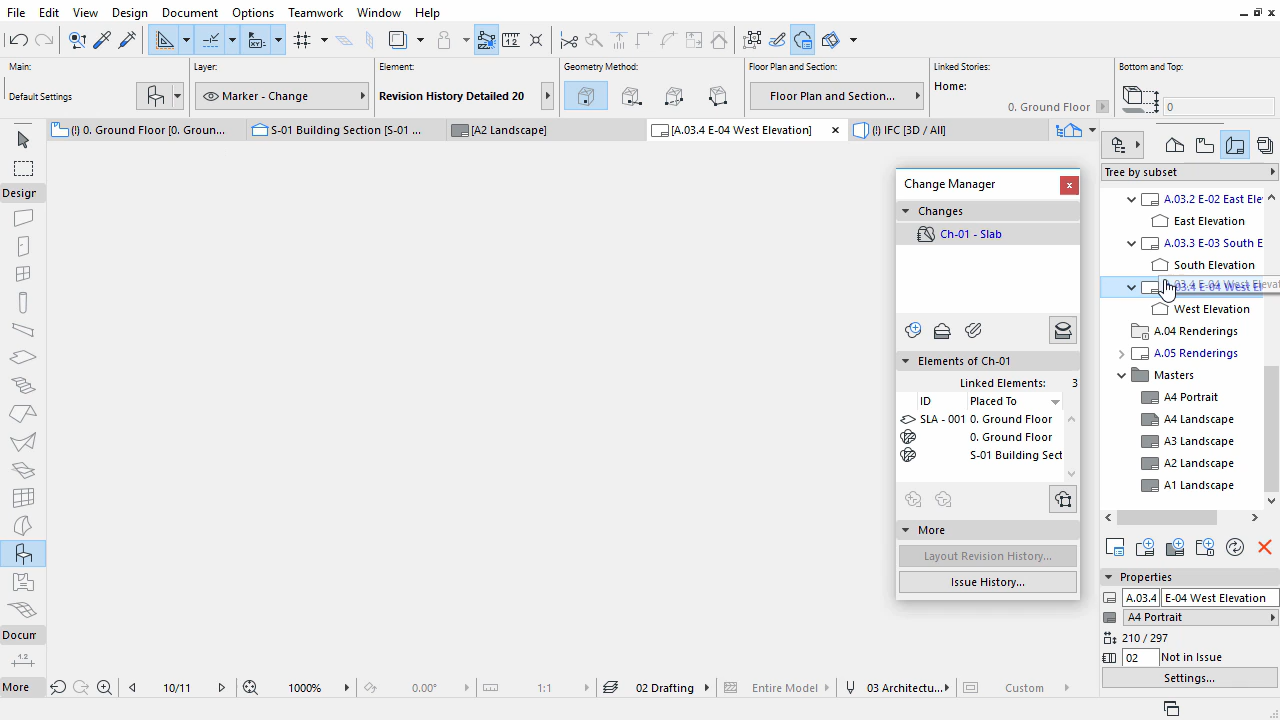 File Edit View Design Document Options Teamwork Window Help
Main: Layer: Element: Geometry Method: Floor Plan and Section: Linked Stories: Bottom and Top:
Default Settings Marker - Change Revision History Detailed 20 Floor Plan and Section... Home: 0. Ground Floor 0
(!) 0. Ground Floor [0. Groun... S-01 Building Section [S-01 ... [A2 Landscape] [A.03.4 E-04 West Elevation] (!) IFC [3D / All]
Design
Docum
1.2
More
Change Manager
Changes
Ch-01 - Slab
Elements of Ch-01
Linked Elements: 3
ID Placed To
SLA - 001 0. Ground Floor
0. Ground Floor
S-01 Building Sect
More
Layout Revision History...
Issue History...
Tree by subset
A.03.2 E-02 East Ele
East Elevation
A.03.3 E-03 South E
South Elevation
West Elevation
A.04 Renderings
A.05 Renderings
Masters
A4 Portrait
A4 Landscape
A3 Landscape
A2 Landscape
A1 Landscape
Properties
A.03.4 E-04 West Elevation
A4 Portrait
210 / 297
02 Not in Issue
Settings...
10/11 1000% 0.00° 1:1 02 Drafting Entire Model 03 Architectu... Custom